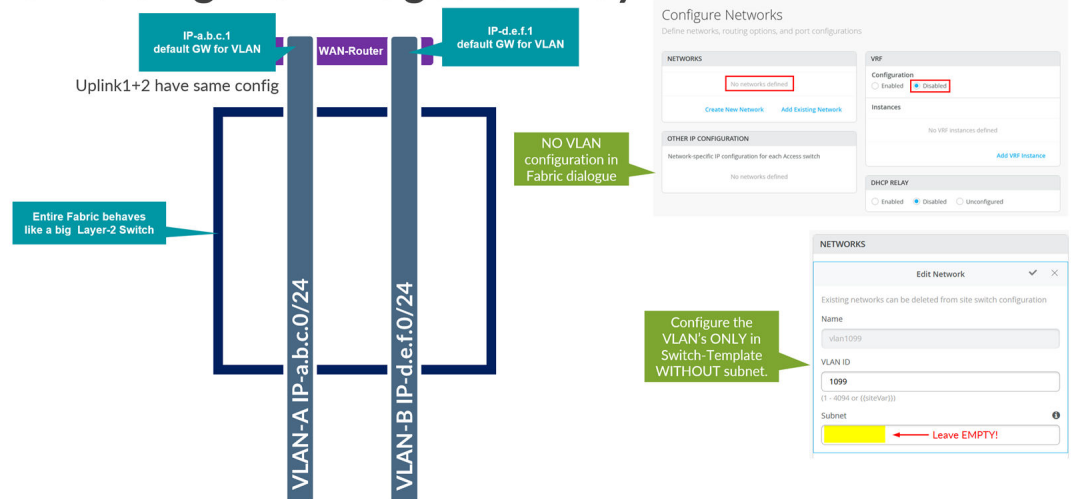 IP-a.b.c.1
default GW for VLAN
WAN-Router
IP-d.e.f.1
default GW for VLAN
Uplink1+2 have same config
Entire Fabric behaves
like a big Layer-2 Switch
VLAN-A IP-a.b.c.0/24
VLAN-B IP-d.e.f.0/24
NO VLAN
configuration in
Fabric dialogue
Configure Networks
Define networks, routing options, and port configurations
NETWORKS
No networks defined
Create New Network Add Existing Network
OTHER IP CONFIGURATION
Network-specific IP configuration for each Access switch
No networks defined
VRF
Configuration
Enabled Disabled
Instances
No VRF instances defined
Add VRF Instance
DHCP RELAY
Enabled Disabled Unconfigured
Configure the
VLAN's ONLY in
Switch-Template
WITHOUT subnet.
NETWORKS
Edit Network
Existing networks can be deleted from site switch configuration
Name
vlan1099
VLAN ID
1099
(1 - 4094 or {{siteVar}})
Subnet
Leave EMPTY!